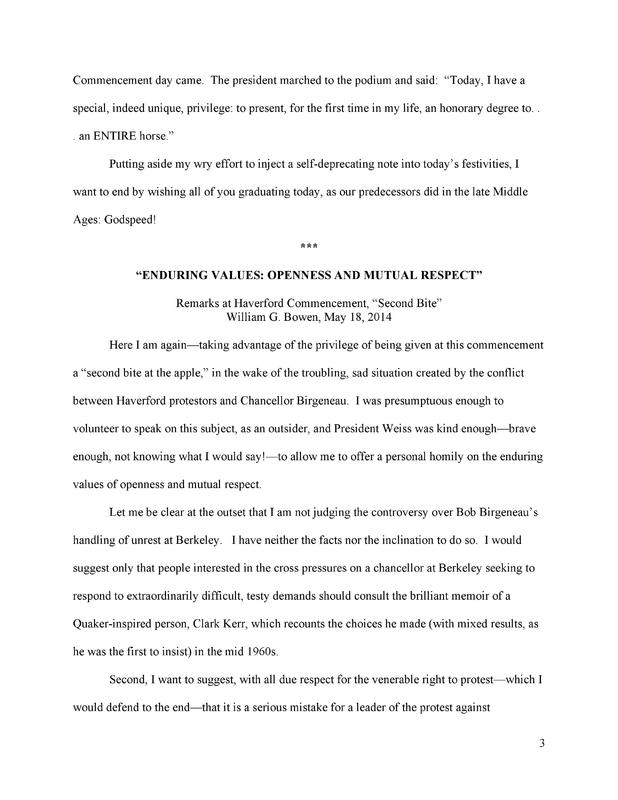 Commencement day came.  The president marched to the podium and said:  “Today, I have a
special, indeed unique, privilege: to present, for the first time in my life, an honorary degree to. .
. an ENTIRE horse.”
Putting aside my wry effort to inject a self-deprecating note into today’s festivities, I
want to end by wishing all of you graduating today, as our predecessors did in the late Middle
Ages: Godspeed!
***
“ENDURING VALUES: OPENNESS AND MUTUAL RESPECT”
Remarks at Haverford Commencement, “Second Bite”
William G. Bowen, May 18, 2014
Here I am again—taking advantage of the privilege of being given at this commencement
a “second bite at the apple,” in the wake of the troubling, sad situation created by the conflict
between Haverford protestors and Chancellor Birgeneau.  I was presumptuous enough to
volunteer to speak on this subject, as an outsider, and President Weiss was kind enough—brave
enough, not knowing what I would say!—to allow me to offer a personal homily on the enduring
values of openness and mutual respect.
Let me be clear at the outset that I am not judging the controversy over Bob Birgeneau’s
handling of unrest at Berkeley.   I have neither the facts nor the inclination to do so.  I would
suggest only that people interested in the cross pressures on a chancellor at Berkeley seeking to
respond to extraordinarily difficult, testy demands should consult the brilliant memoir of a
Quaker-inspired person, Clark Kerr, which recounts the choices he made (with mixed results, as
he was the first to insist) in the mid 1960s.
Second, I want to suggest, with all due respect for the venerable right to protest—which I
would defend to the end—that it is a serious mistake for a leader of the protest against
3